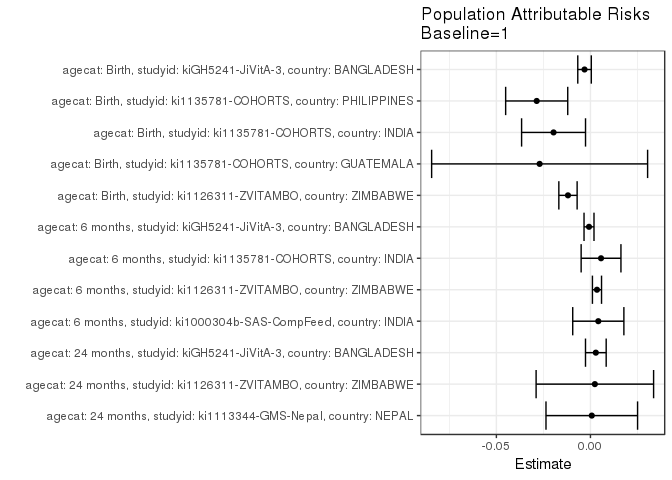 Population Attributable Risks
Baseline=1
agecat: Birth, studyid: kiGH5241-JiVitA-3, country: BANGLADESH
agecat: Birth, studyid: ki1135781-COHORTS, country: PHILIPPINES
agecat: Birth, studyid: ki1135781-COHORTS, country: INDIA
agecat: Birth, studyid: ki1135781-COHORTS, country: GUATEMALA
agecat: Birth, studyid: ki1126311-ZVITAMBO, country: ZIMBABWE
agecat: 6 months, studyid: kiGH5241-JiVitA-3, country: BANGLADESH
agecat: 6 months, studyid: ki1135781-COHORTS, country: INDIA
agecat: 6 months, studyid: ki1126311-ZVITAMBO, country: ZIMBABWE
agecat: 6 months, studyid: ki1000304b-SAS-CompFeed, country: INDIA
agecat: 24 months, studyid: kiGH5241-JiVitA-3, country: BANGLADESH
agecat: 24 months, studyid: ki1126311-ZVITAMBO, country: ZIMBABWE
agecat: 24 months, studyid: ki1113344-GMS-Nepal, country: NEPAL
-0.05 0.00
Estimate